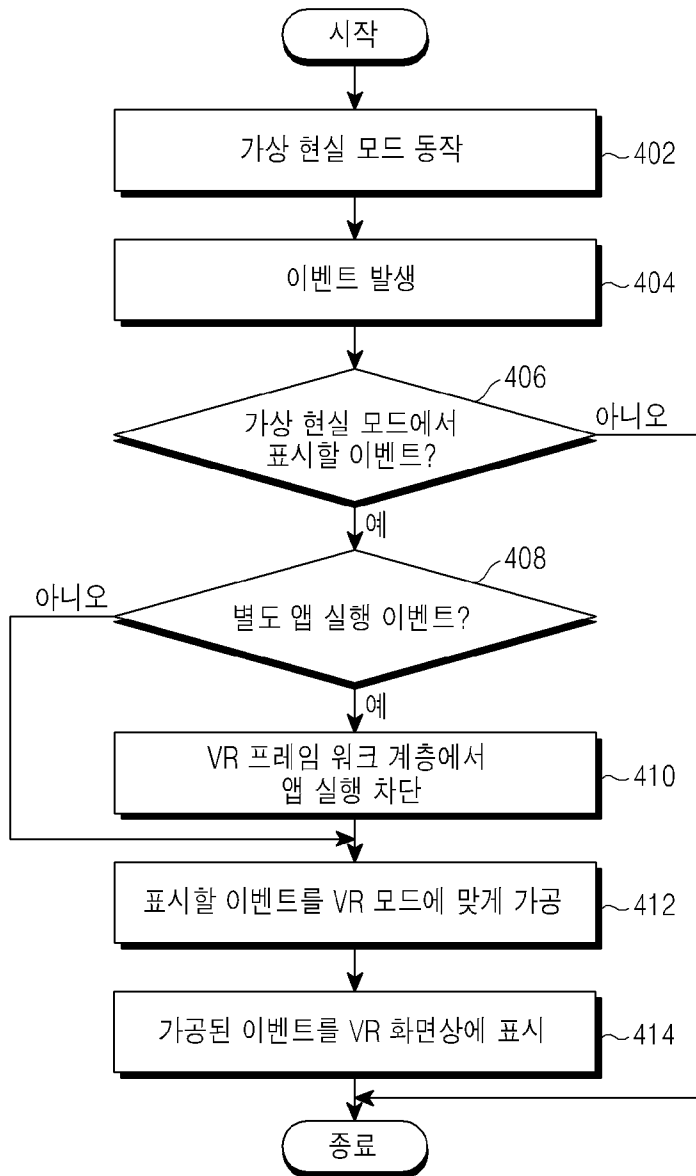 시작
가상 현실 모드 동작
402
이벤트 발생
404
406
가상 현실 모드에서
표시할 이벤트?
아니오
예
408
아니오
별도 앱 실행 이벤트?
예
VR 프레임 워크 계층에서
앱 실행 차단
410
표시할 이벤트를 VR 모드에 맞게 가공
412
가공된 이벤트를 VR 화면상에 표시
414
종료